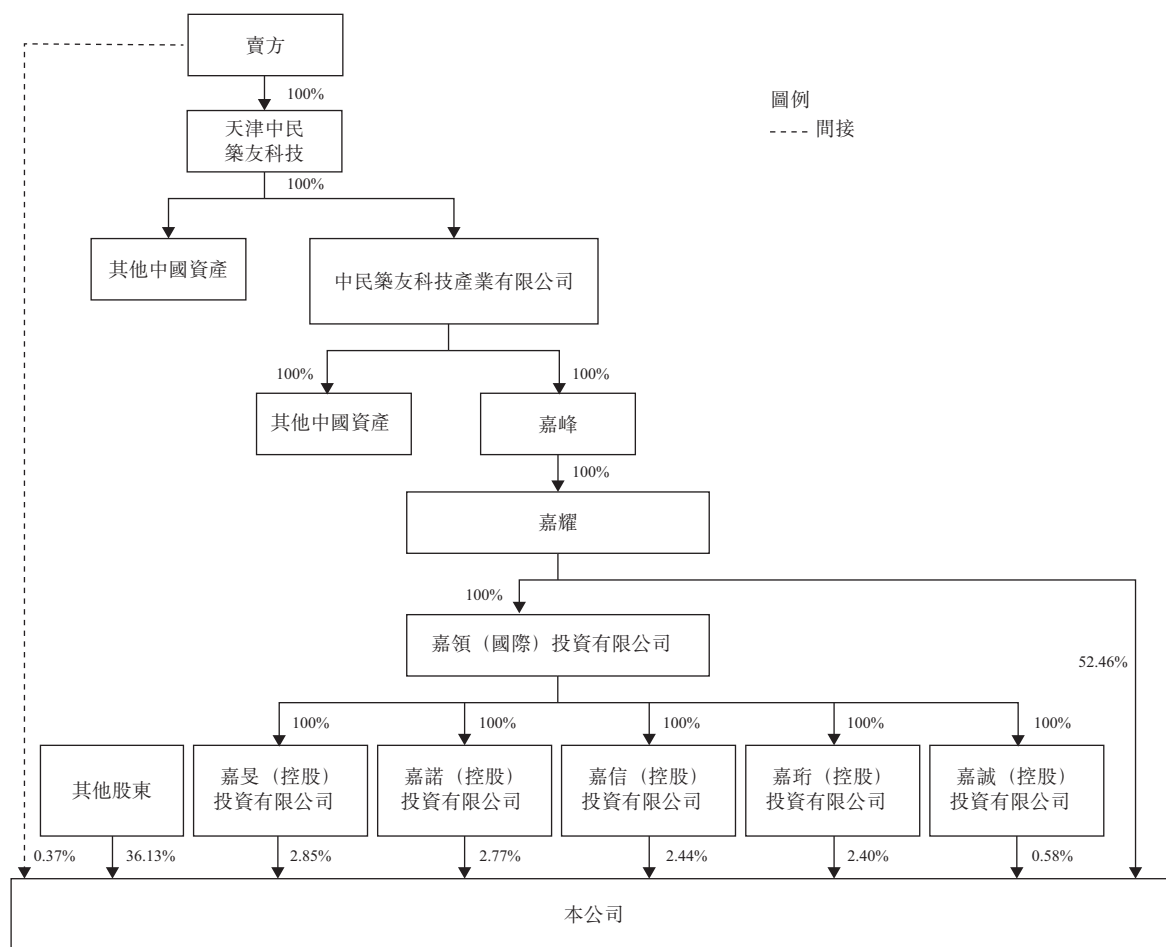 賣方
100%
圖例
間接
天津中民
築友科技
100%
其他中國資產
中民築友科技產業有限公司
100%
100%
其他中國資產
嘉峰
100%
嘉耀
100%
嘉領（國際）投資有限公司
52.46%
100%
100%
100%
100%
100%
其他股東
嘉旻（控股）
投資有限公司
嘉諾（控股）
投資有限公司
嘉信（控股）
投資有限公司
嘉珩（控股）
投資有限公司
嘉誠（控股）
投資有限公司
0.37%
36.13%
2.85%
2.77%
2.44%
2.40%
0.58%
本公司